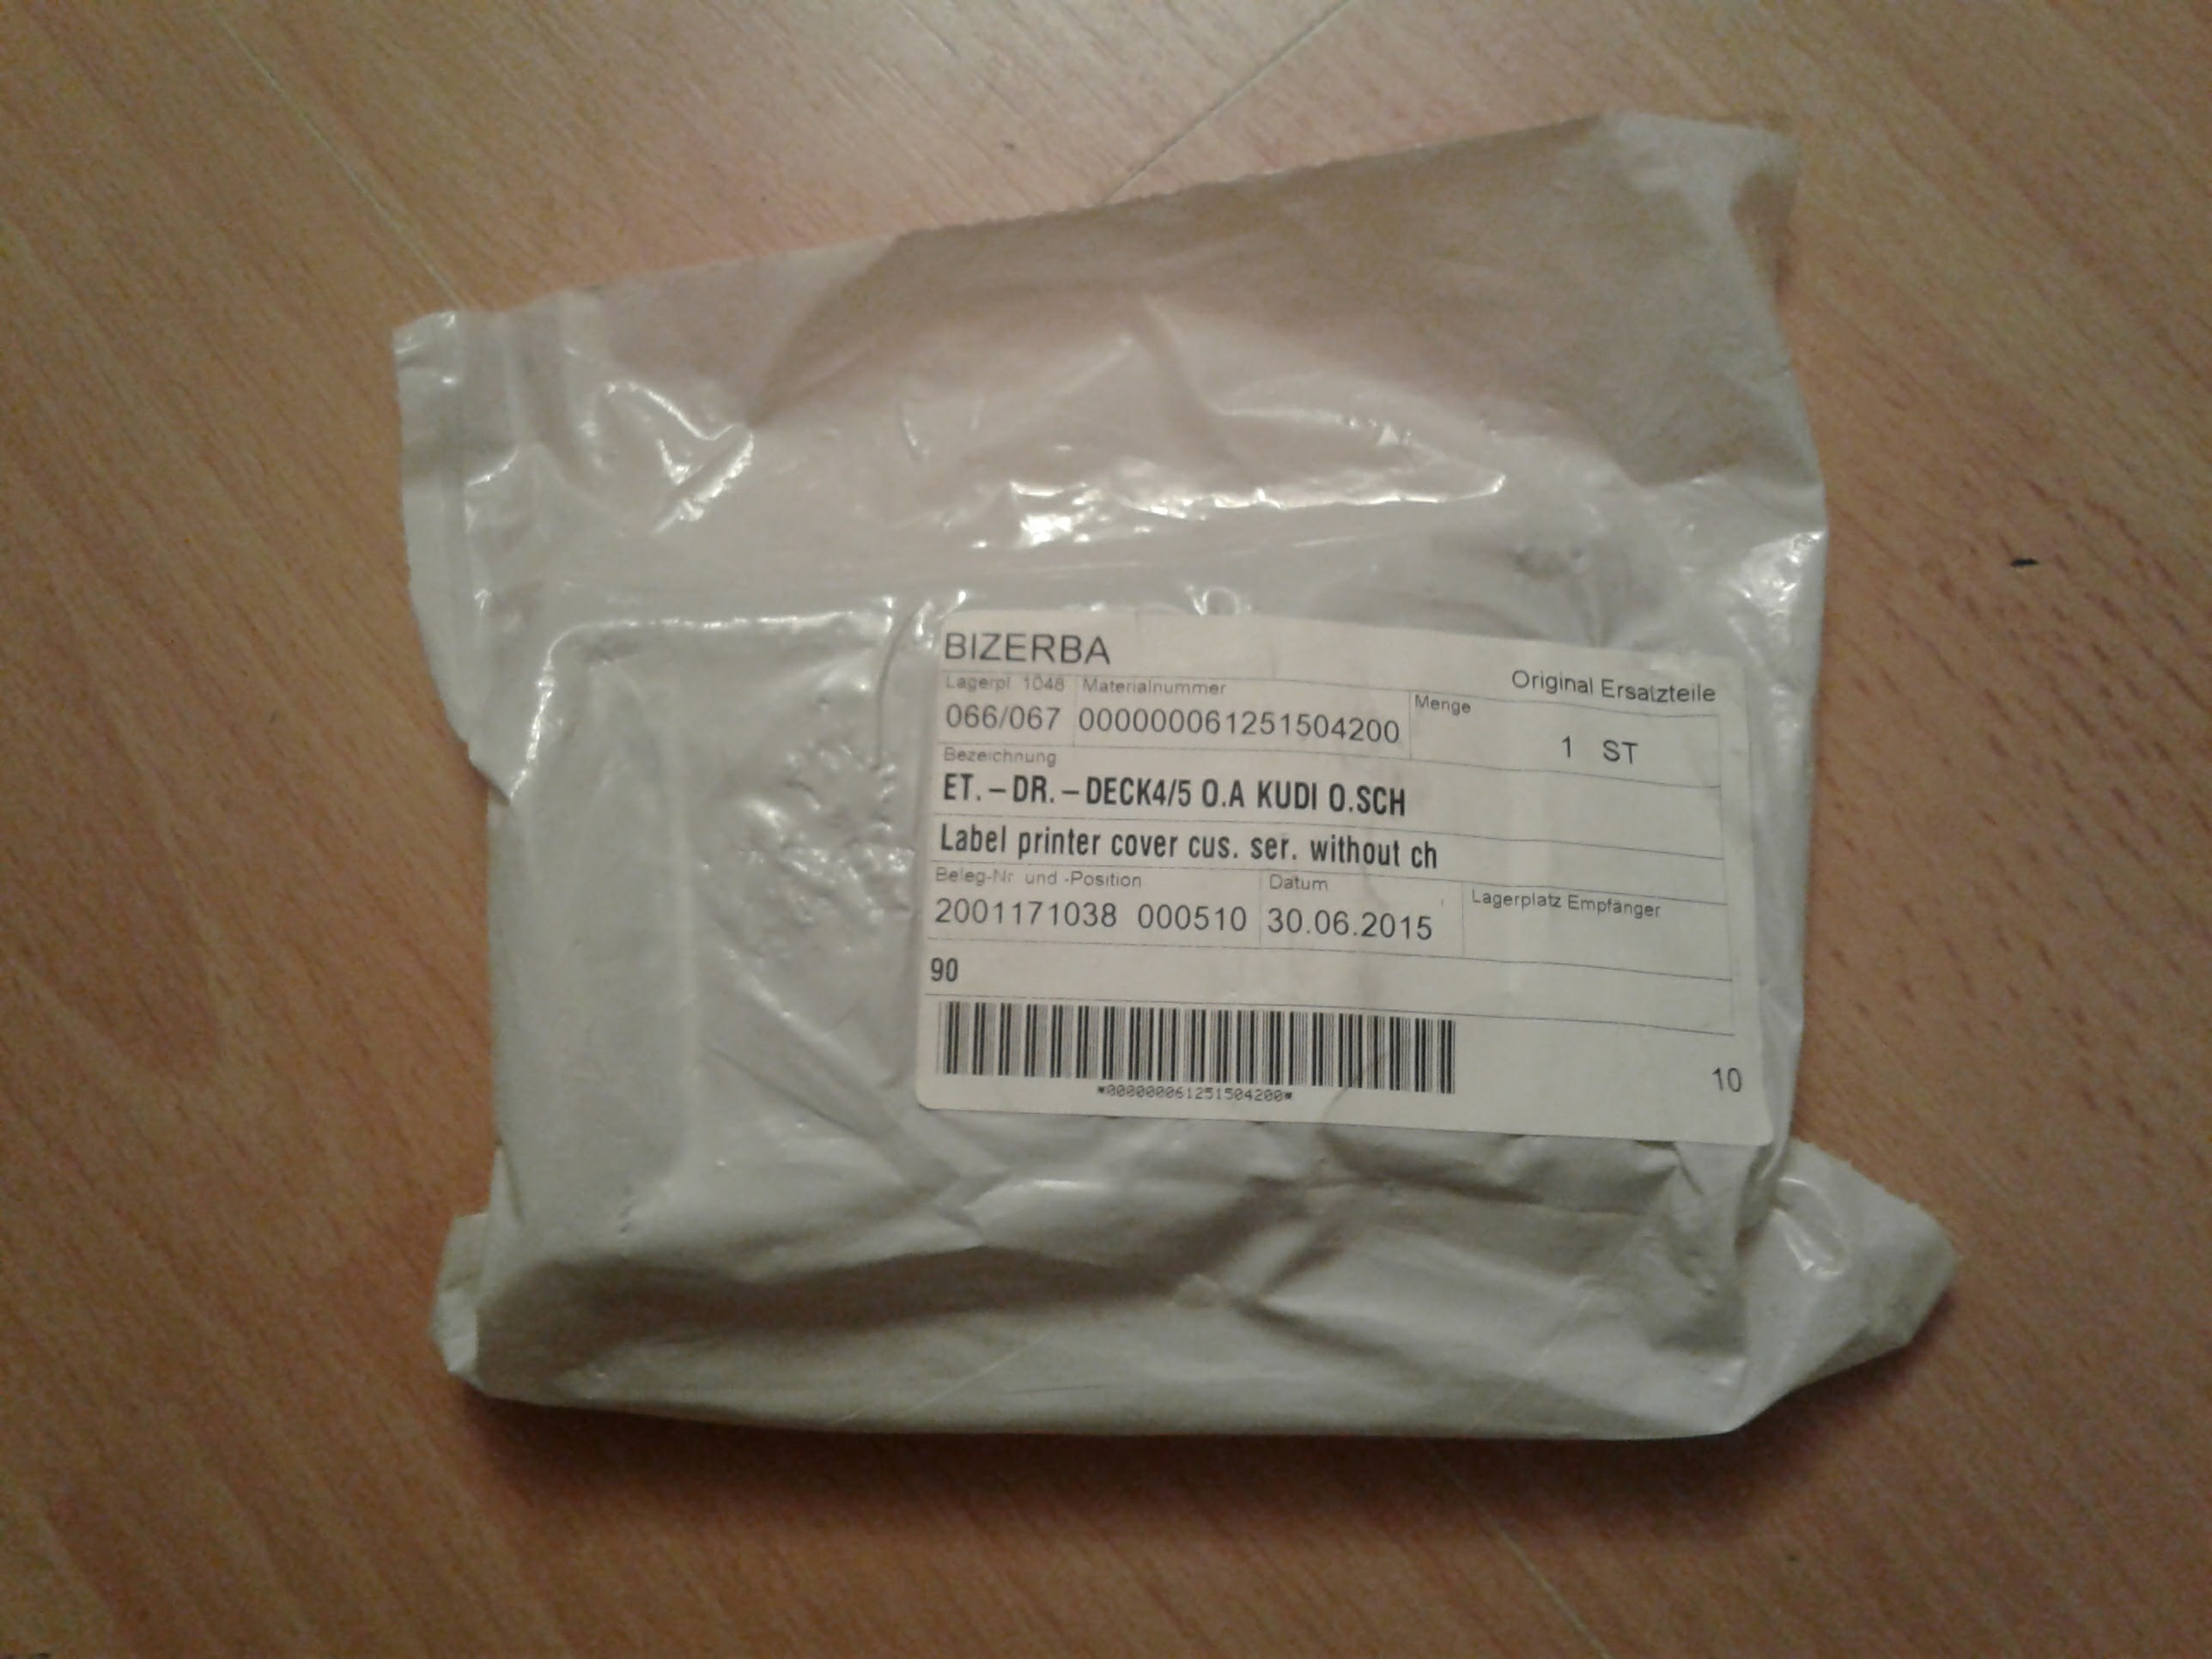 BIZERBA
Original Ersatzteile
Lagerpl. 1048 Materialnummer Menge
066/067 000000061251504200 1 ST
Bezeichnung
ET.-DR.-DECK4/5 O.A KUDI O.SCH
Label printer cover cus. ser. without ch
Beleg-Nr. und -Position Datum Lagerplatz Empfänger
2001171038 000510 30.06.2015
90
*000000061251504200*
10